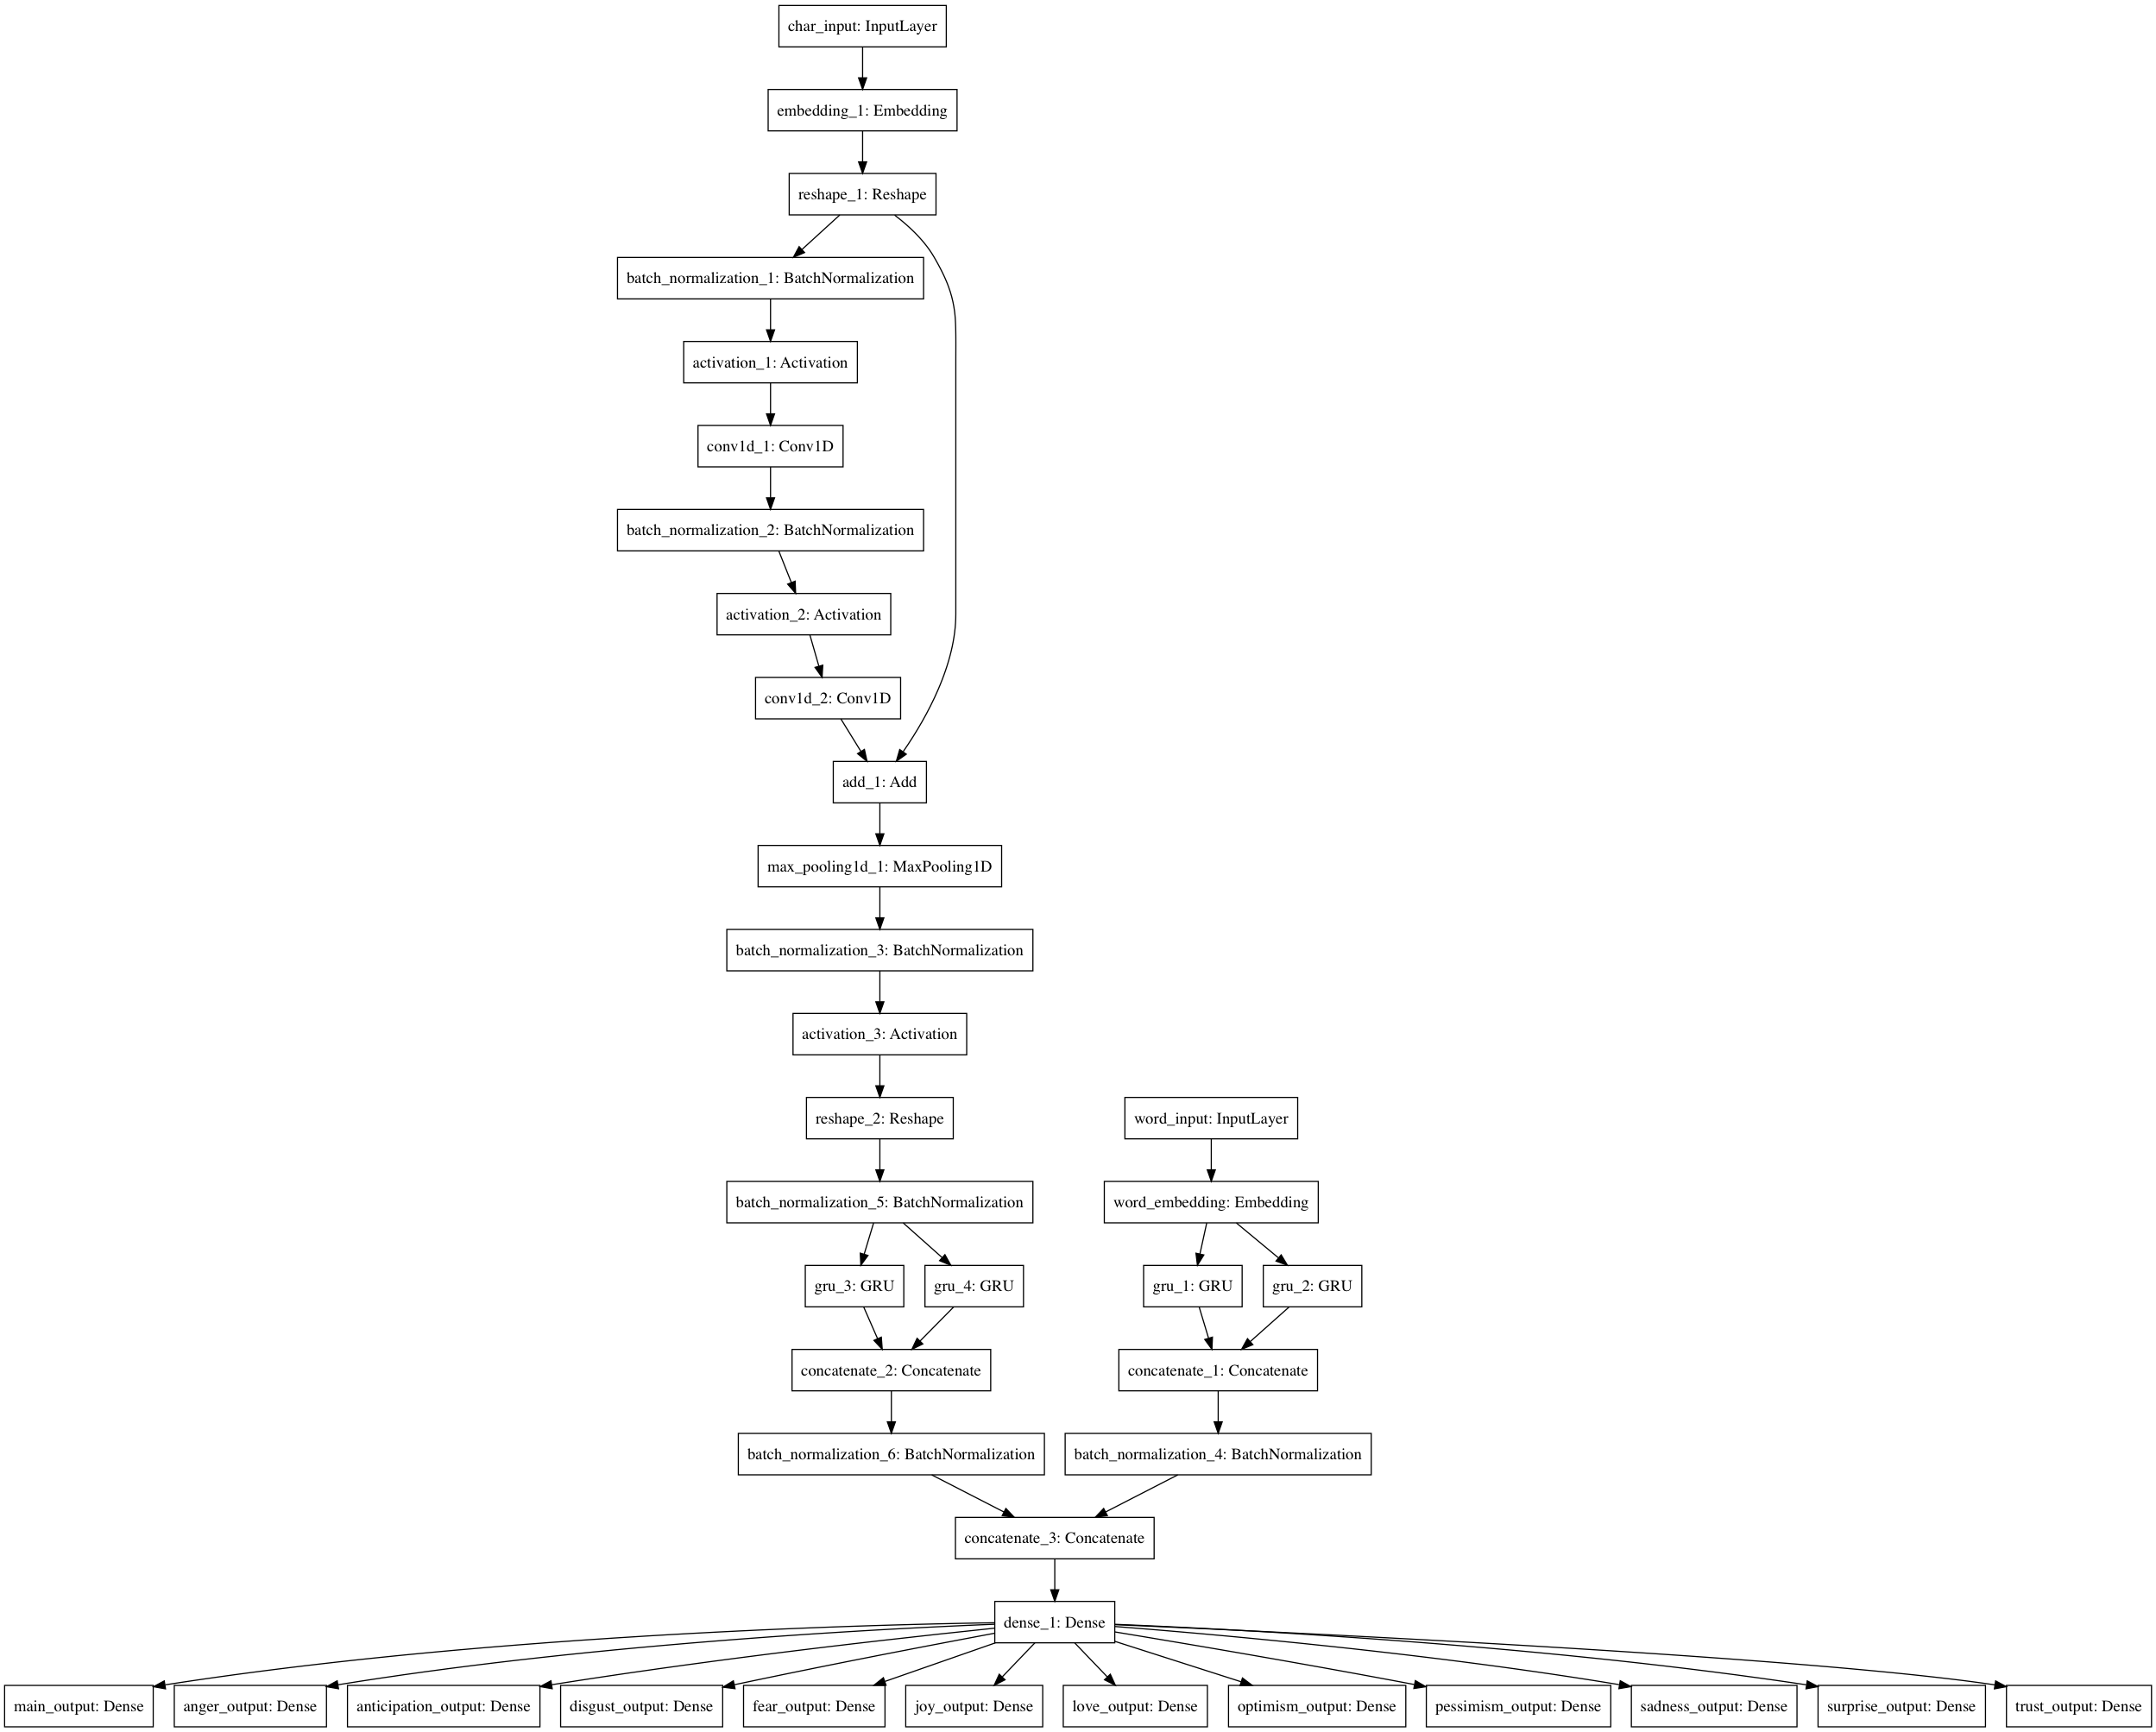 char_input: InputLayer
embedding_1: Embedding
reshape_1: Reshape
batch_normalization_1: BatchNormalization
activation_1: Activation
conv1d_1: Conv1D
batch_normalization_2: BatchNormalization
activation_2: Activation
conv1d_2: Conv1D
add_1: Add
max_pooling1d_1: MaxPooling1D
batch_normalization_3: BatchNormalization
activation_3: Activation
reshape_2: Reshape
word_input: InputLayer
batch_normalization_5: BatchNormalization
word_embedding: Embedding
gru_3: GRU
gru_4: GRU
gru_1: GRU
gru_2: GRU
concatenate_2: Concatenate
concatenate_1: Concatenate
batch_normalization_6: BatchNormalization
batch_normalization_4: BatchNormalization
concatenate_3: Concatenate
dense_1: Dense
main_output: Dense
anger_output: Dense
anticipation_output: Dense
disgust_output: Dense
fear_output: Dense
joy_output: Dense
love_output: Dense
optimism_output: Dense
pessimism_output: Dense
sadness_output: Dense
surprise_output: Dense
trust_output: Dense